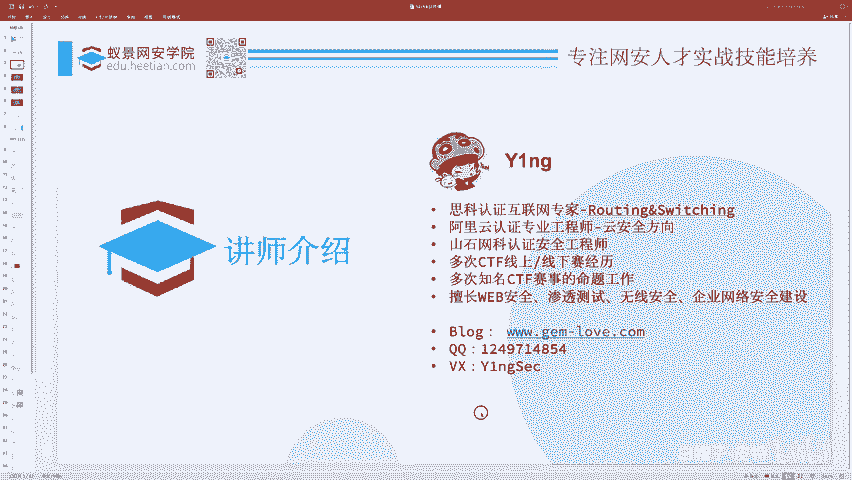 蚁景网安学院
edu.heetian.com
专注网安人才实战技能培养
讲师介绍
Y1ng
• 思科认证互联网专家-Routing&Switching
• 阿里云认证专业工程师-云安全方向
• 山石网科认证安全工程师
• 多次CTF线上/线下赛经历
• 多次知名CTF赛事的命题工作
• 擅长WEB安全、渗透测试、无线安全、企业网络安全建设
• Blog： www.gem-love.com
• QQ：1249714854
• VX：Y1ngSec